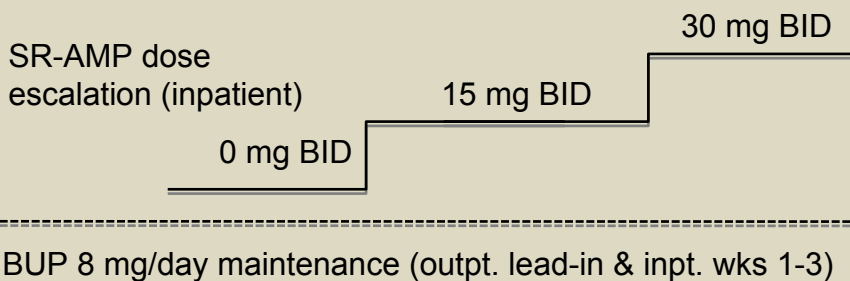 30 mg BID
SR-AMP dose
escalation (inpatient)
15 mg BID
0 mg BID
BUP 8 mg/day maintenance (outpt. lead-in & inpt. wks 1-3)